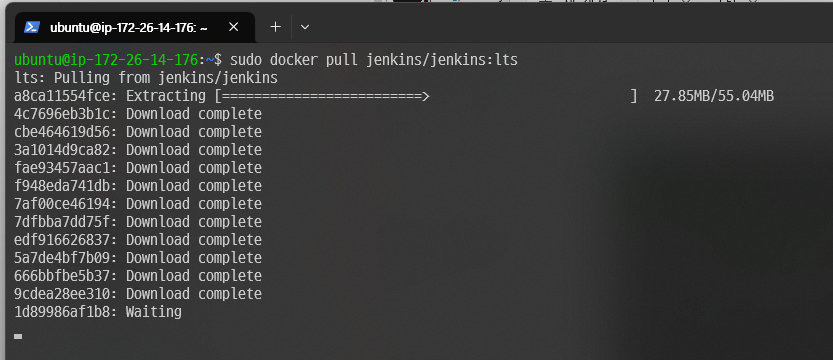 ubuntu@ip-172-26-14-176: ~
ubuntu@ip-172-26-14-176:~$ sudo docker pull jenkins/jenkins:lts
lts: Pulling from jenkins/jenkins
a8ca11554fce: Extracting [==========================>                         ]  27.85MB/55.04MB
4c7696eb3b1c: Download complete
cbe464619d56: Download complete
3a1014d9ca82: Download complete
fae93457aac1: Download complete
f948eda741db: Download complete
7af00ce46194: Download complete
7dfbba7dd75f: Download complete
edf916626837: Download complete
5a7de4bf7b09: Download complete
666bbfbe5b37: Download complete
9cdea28ee310: Download complete
1d89986af1b8: Waiting